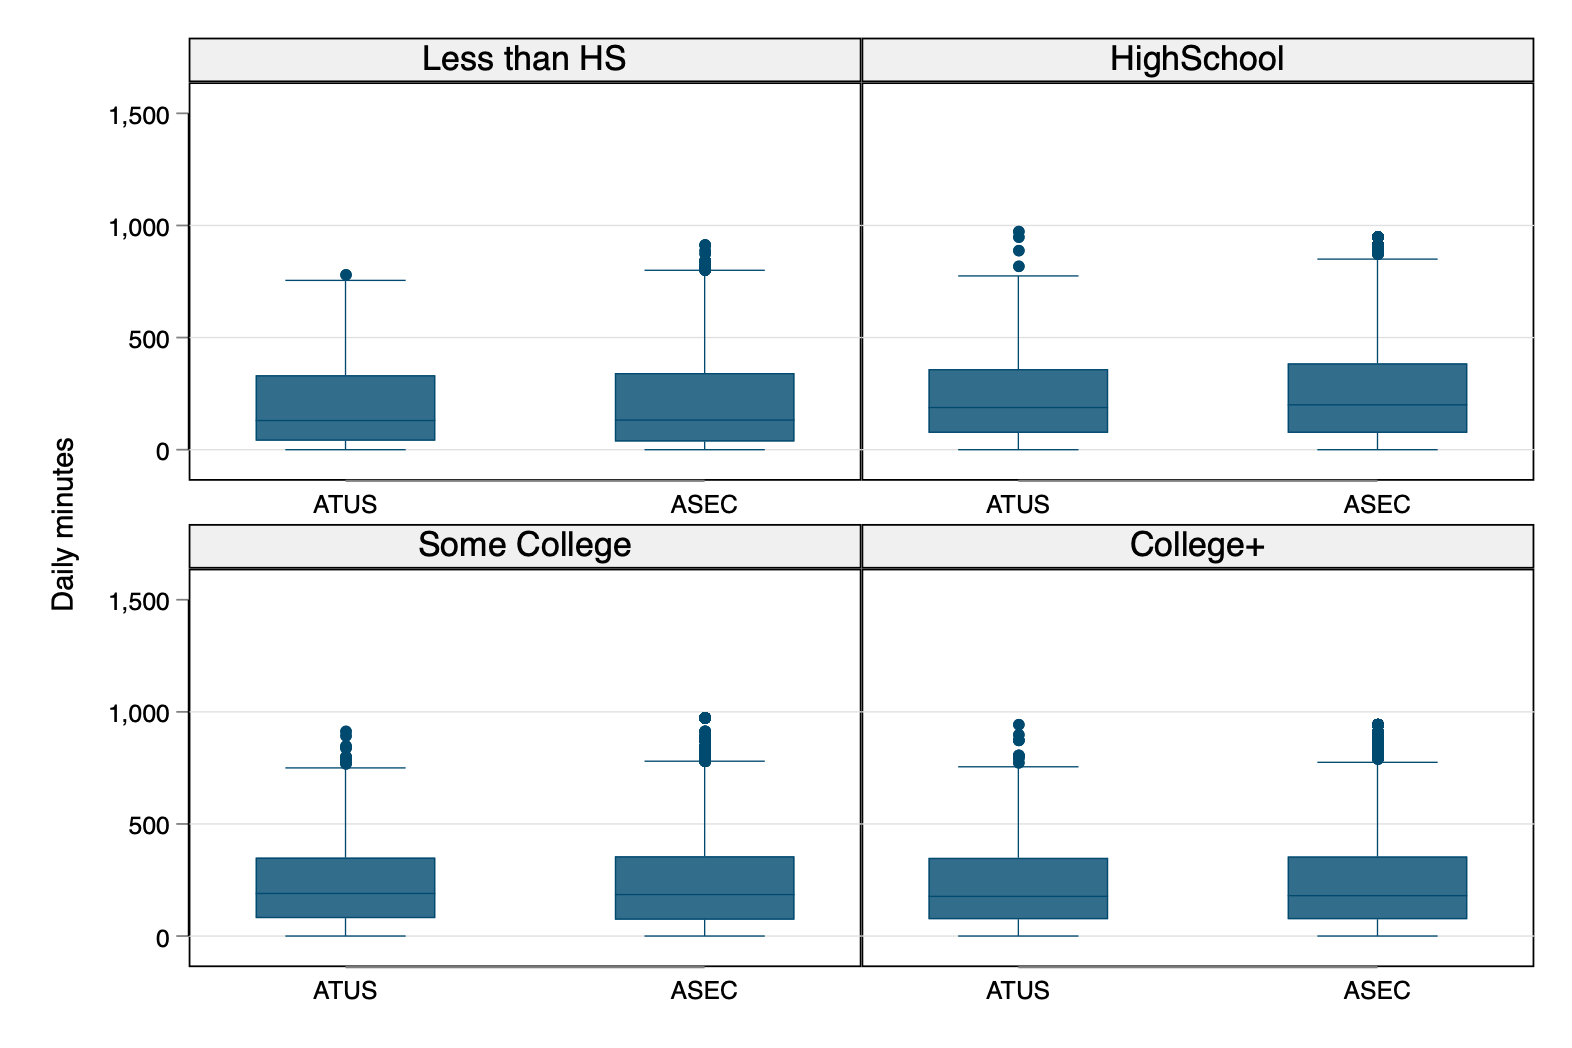 Less than HS
HighSchool
1,500
1,000
500
0
ATUS
ASEC
ATUS
ASEC
Daily minutes
Some College
College+
1,500
1,000
500
0
ATUS
ASEC
ATUS
ASEC